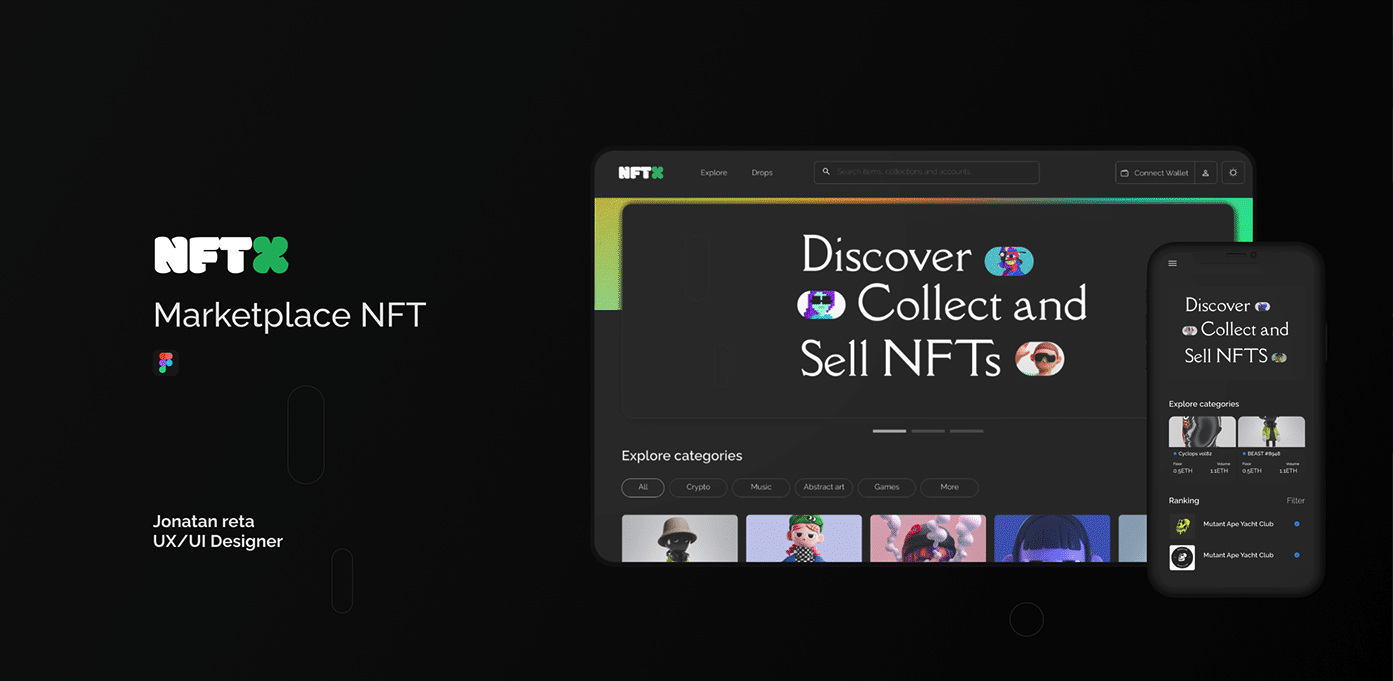 NFTX
Marketplace NFT
Jonatan reta
UX/UI Designer
NFTX
Explore
Drops
Search items, collections and accounts
Connect Wallet
Discover
Collect and
Sell NFTs
Explore categories
All
Crypto
Music
Abstract art
Games
More
Discover
Collect and
Sell NFTS
Explore categories
Cyclops vol82
BEAST #8948
Floor
Volume
Floor
Volume
0.5ETH
1.1ETH
0.5ETH
1.1ETH
Ranking
Filter
Mutant Ape Yacht Club
Mutant Ape Yacht Club